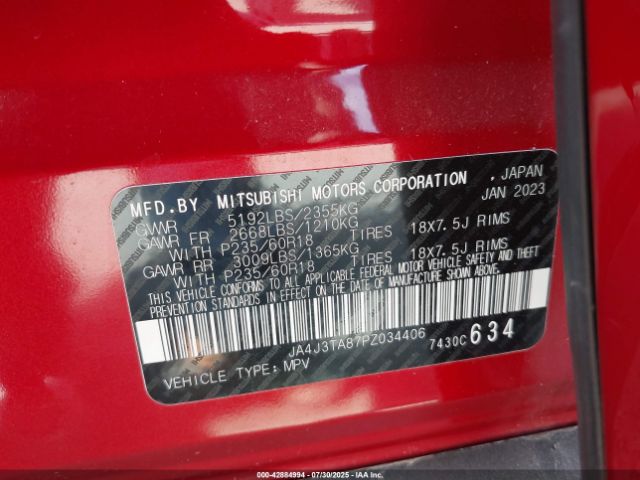 MFD.BY MITSUBISHI MOTORS CORPORATION , JAPAN
GVWR 5192LBS/2355KG JAN 2023
GAWR FR 2668LBS/1210KG
WITH P235/60R18 TIRES 18X7.5J RIMS
GAWR RR 3009LBS/1365KG
WITH P235/60R18 TIRES 18X7.5J RIMS
THIS VEHICLE CONFORMS TO ALL APPLICABLE FEDERAL MOTOR VEHICLE SAFETY AND THEFT
PREVENTION STANDARDS IN EFFECT ON THE DATE OF MANUFACTURE SHOWN ABOVE.
JA4J3TA87PZ034406 7430C 634
VEHICLE TYPE: MPV
Stock: 42884994 | 07/30/2025 | iaai.com